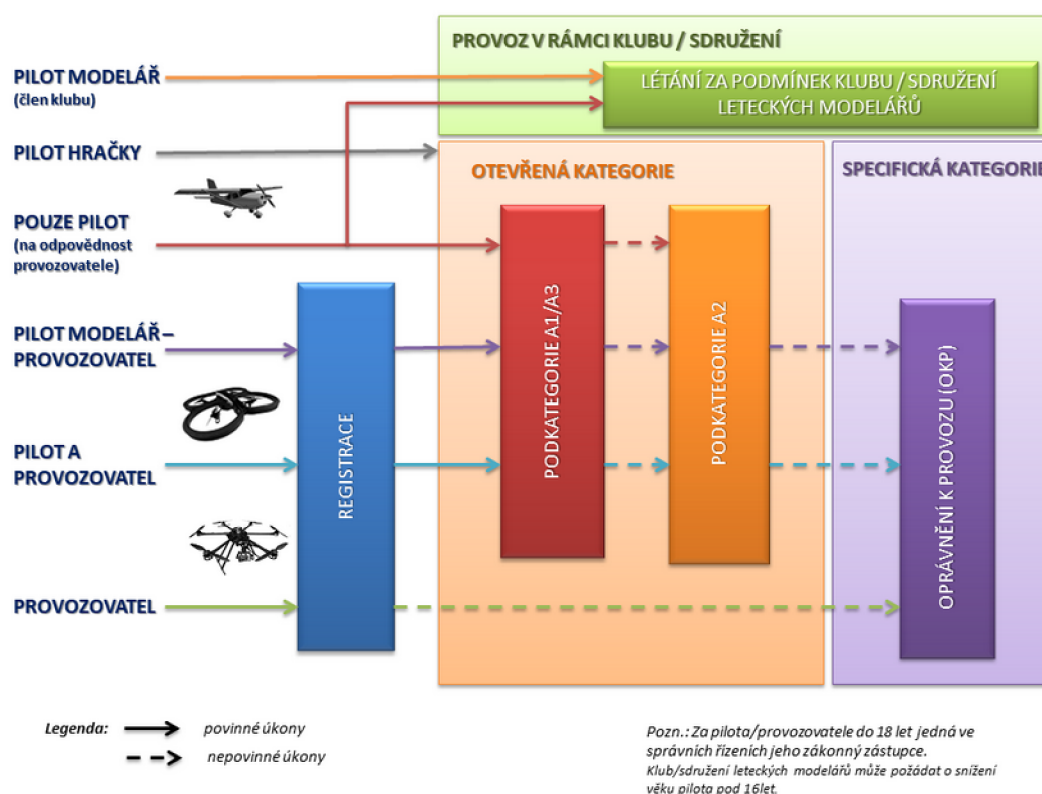 PROVOZ V RÁMCI KLUBU / SDRUŽENÍ
PILOT MODELÁŘ
(člen klubu)
LÉTÁNÍ ZA PODMÍNEK KLUBU / SDRUŽENÍ
LETECKÝCH MODELÁŘŮ
PILOT HRAČKY
OTEVŘENÁ KATEGORIE
SPECIFICKÁ KATEGORIE
POUZE PILOT
(na odpovědnost
provozovatele)
PILOT MODELÁŘ –
PROVOZOVATEL
PILOT A
PROVOZOVATEL
PROVOZOVATEL
REGISTRACE
PODKATEGORIE A1/A3
PODKATEGORIE A2
OPRÁVNĚNÍ K PROVOZU (OKP)
Legenda:
povinné úkony
nepovinné úkony
Pozn.: Za pilota/provozovatele do 18 let jedná ve
správních řízeních jeho zákonný zástupce.
Klub/sdružení leteckých modelářů může požádat o snížení
věku pilota pod 16let.